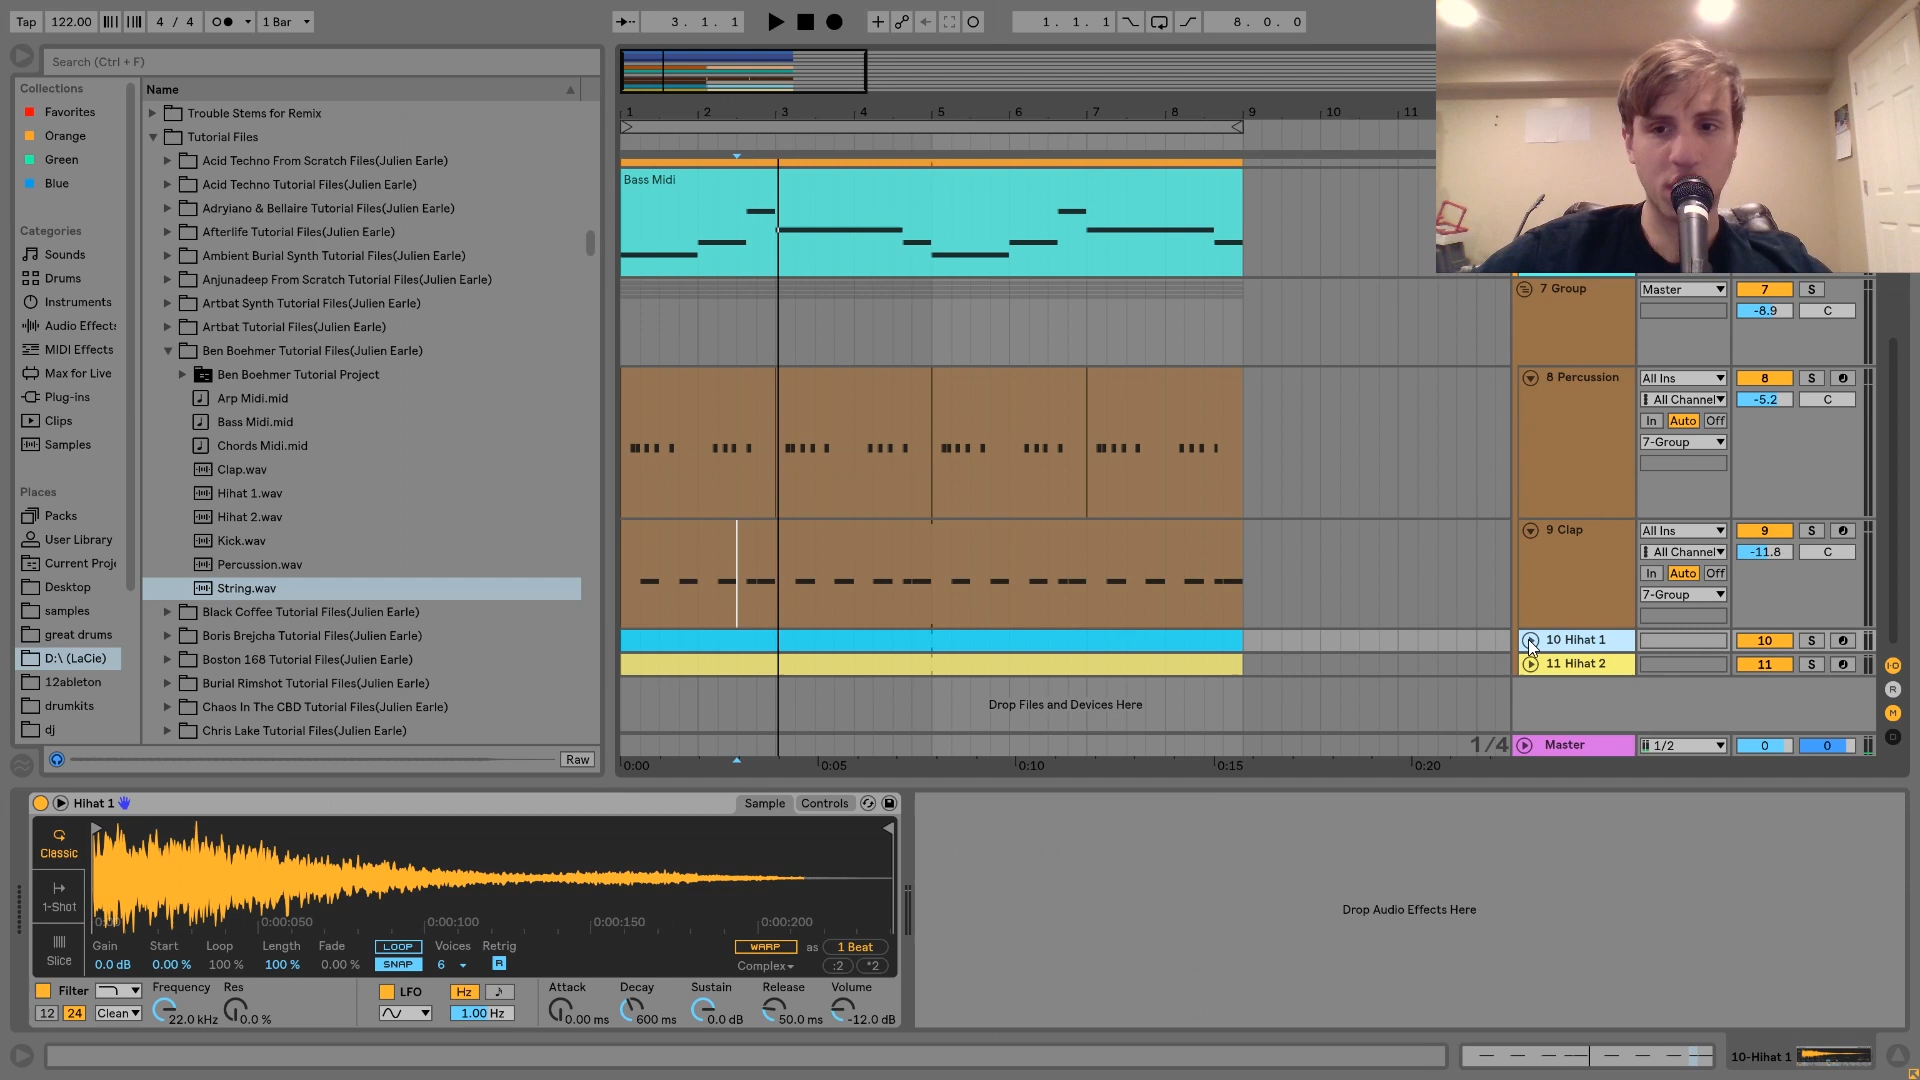 Tap 122.00 4 / 4 1 Bar 3. 1. 1 1. 1. 1 8. 0. 0
Search (Ctrl + F)
Collections
Favorites
Orange
Green
Blue
Categories
Sounds
Drums
Instruments
Audio Effects
MIDI Effects
Max for Live
Plug-ins
Clips
Samples
Places
Packs
User Library
Current Proj
Desktop
samples
great drums
D:\ (LaCie)
12ableton
drumkits
dj
Name
Trouble Stems for Remix
Tutorial Files
Acid Techno From Scratch Files(Julien Earle)
Acid Techno Tutorial Files(Julien Earle)
Adryiano & Bellaire Tutorial Files(Julien Earle)
Afterlife Tutorial Files(Julien Earle)
Ambient Burial Synth Tutorial Files(Julien Earle)
Anjunadeep From Scratch Tutorial Files(Julien Earle)
Artbat Synth Tutorial Files(Julien Earle)
Artbat Tutorial Files(Julien Earle)
Ben Boehmer Tutorial Files(Julien Earle)
Ben Boehmer Tutorial Project
Arp Midi.mid
Bass Midi.mid
Chords Midi.mid
Clap.wav
Hihat 1.wav
Hihat 2.wav
Kick.wav
Percussion.wav
String.wav
Black Coffee Tutorial Files(Julien Earle)
Boris Brejcha Tutorial Files(Julien Earle)
Boston 168 Tutorial Files(Julien Earle)
Burial Rimshot Tutorial Files(Julien Earle)
Chaos In The CBD Tutorial Files(Julien Earle)
Chris Lake Tutorial Files(Julien Earle)
Raw
1 2 3 4 5 6 7 8 9 10 11
Bass Midi
Drop Files and Devices Here
1/4
0:00 0:05 0:10 0:15 0:20
7 Group Master 7 S
-8.9 C
8 Percussion All Ins 8 S
All Channel -5.2 C
In Auto Off
7-Group
9 Clap All Ins 9 S
All Channel -11.8 C
In Auto Off
7-Group
10 Hihat 1 10 S
11 Hihat 2 11 S
Master 1/2 0 0
I·O
R
M
D
Hihat 1 Sample Controls
Classic
1-Shot
Slice
0:00:050 0:00:100 0:00:150 0:00:200
Gain Start Loop Length Fade LOOP Voices Retrig WARP as 1 Beat
0.0 dB 0.00 % 100 % 100 % 0.00 % SNAP 6 R Complex :2 *2
Filter Frequency Res LFO Hz Attack Decay Sustain Release Volume
12 24 Clean 22.0 kHz 0.0 % 1.00 Hz 0.00 ms 600 ms 0.0 dB 50.0 ms -12.0 dB
Drop Audio Effects Here
10-Hihat 1